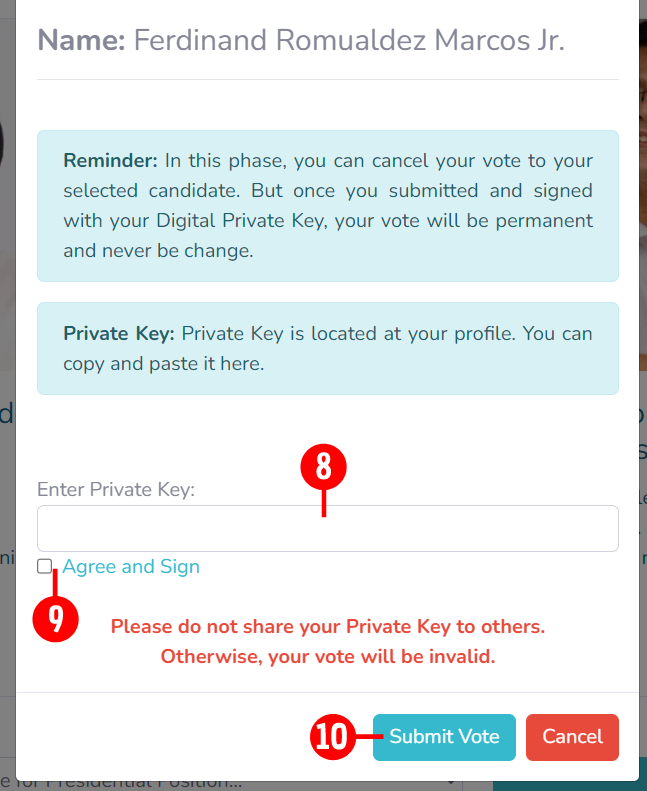 Name: Ferdinand Romualdez Marcos Jr.
Reminder: In this phase, you can cancel your vote to your
selected candidate. But once you submitted and signed
with your Digital Private Key, your vote will be permanent
and never be change.
Private Key: Private Key is located at your profile. You can
copy and paste it here.
8
Enter Private Key:
Agree and Sign
9
Please do not share your Private Key to others.
Otherwise, your vote will be invalid.
10
Submit Vote
Cancel
e for Presidential Position...